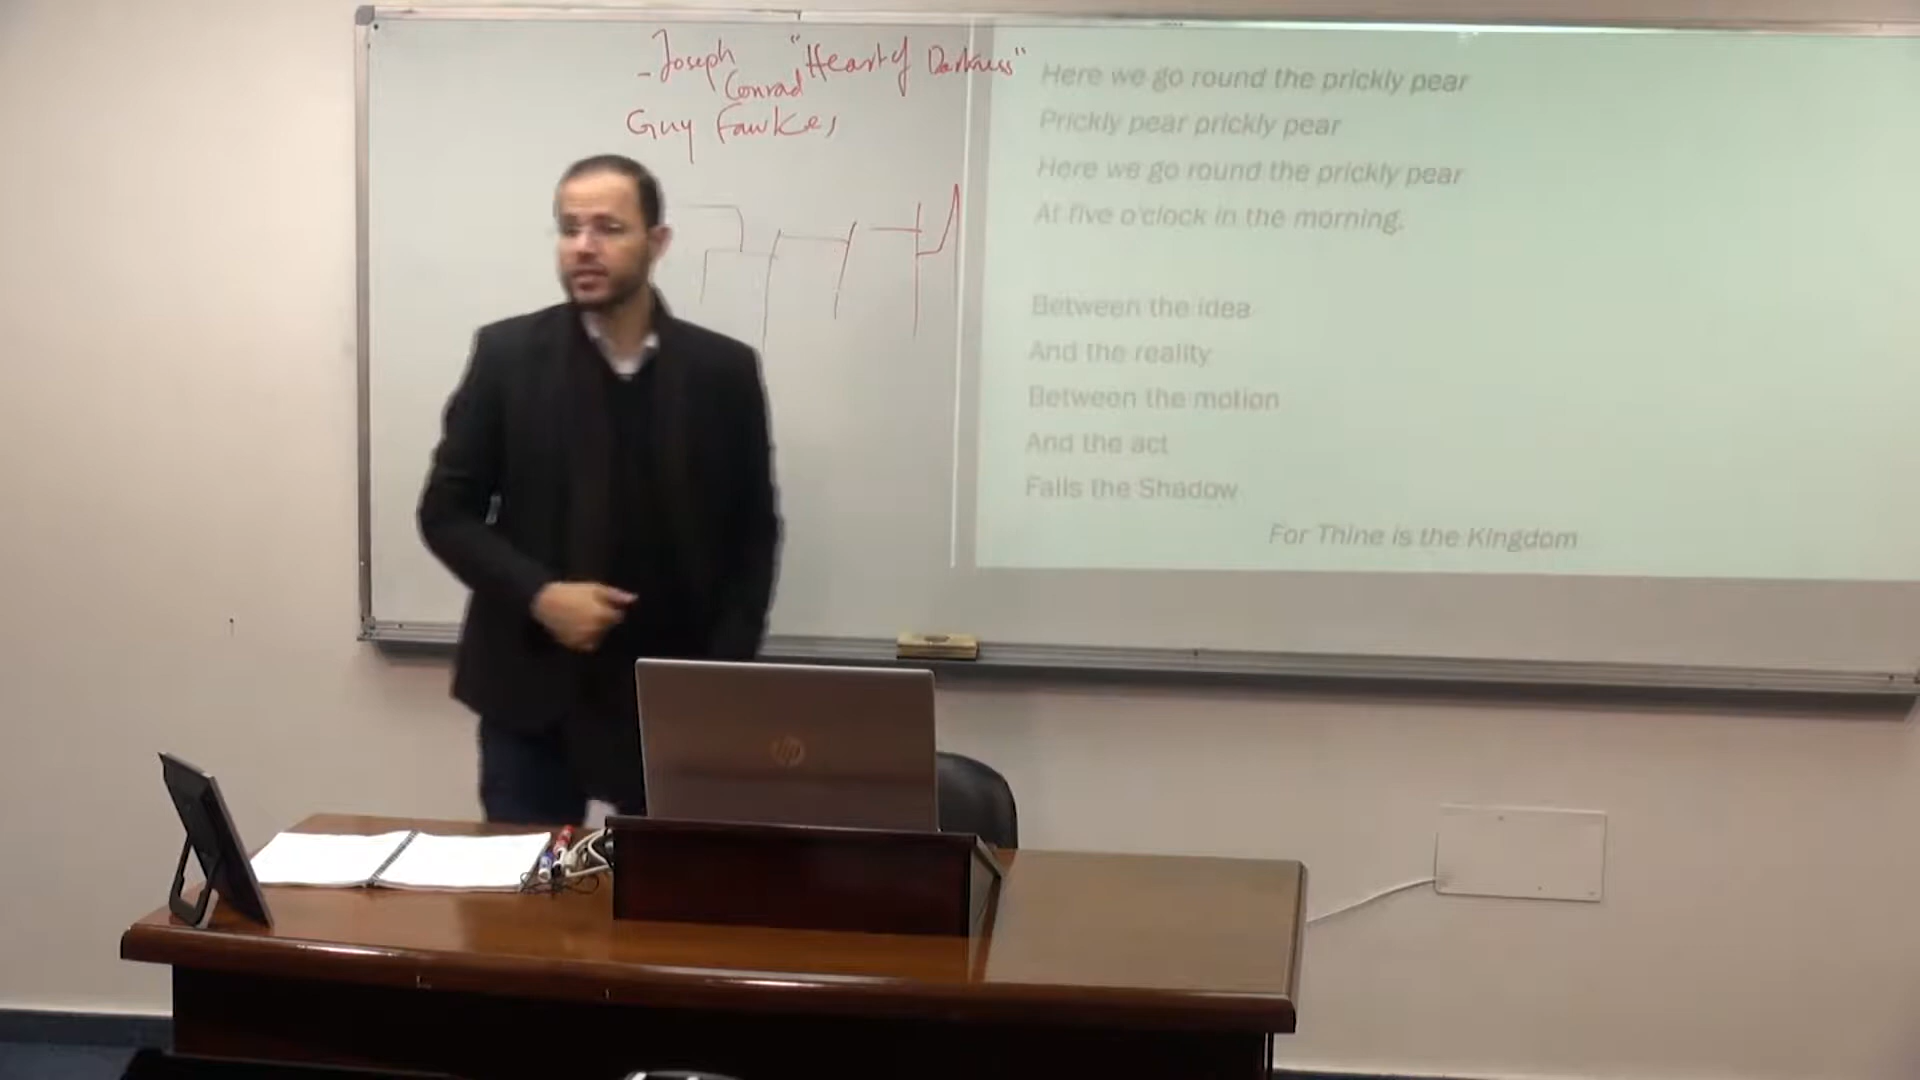 - Joseph Conrad "Heart of Darkness"
Guy Fawkes
Here we go round the prickly pear
Prickly pear prickly pear
Here we go round the prickly pear
At five o'clock in the morning.
Between the idea
And the reality
Between the motion
And the act
Falls the Shadow
For Thine is the Kingdom
hp